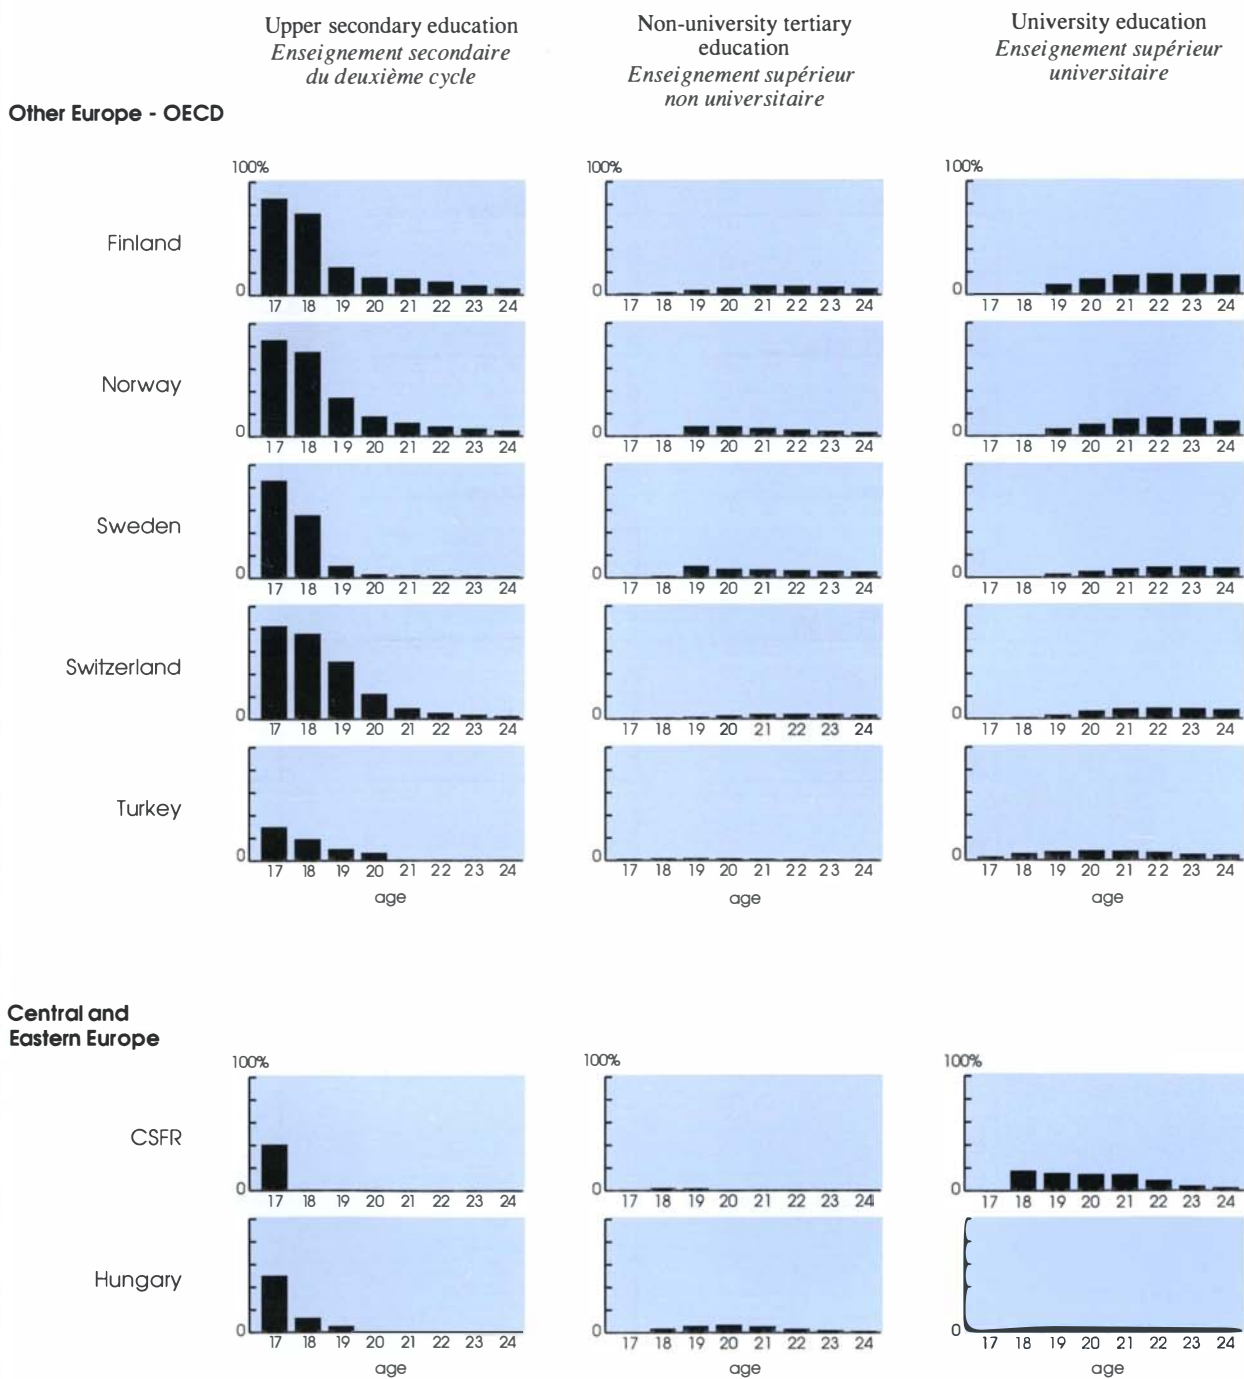 Upper secondary education
Enseignement secondaire
du deuxième cycle
Non-university tertiary
education
Enseignement supérieur
non universitaire
University education
Enseignement supérieur
universitaire
Other Europe - OECD
100% 100% 100%
Finland
0 0 0
17 18 19 20 21 22 23 24 17 18 19 20 21 22 23 24 17 18 19 20 21 22 23 24
Norway
0 0 0
17 18 19 20 21 22 23 24 17 18 19 20 21 22 23 24 17 18 19 20 21 22 23 24
Sweden
0 0 0
17 18 19 20 21 22 23 24 17 18 19 20 21 22 23 24 17 18 19 20 21 22 23 24
Switzerland
0 0 0
17 18 19 20 21 22 23 24 17 18 19 20 21 22 23 24 17 18 19 20 21 22 23 24
Turkey
0 0 0
17 18 19 20 21 22 23 24 17 18 19 20 21 22 23 24 17 18 19 20 21 22 23 24
age age age
Central and
Eastern Europe
100% 100% 100%
CSFR
0 0 0
17 18 19 20 21 22 23 24 17 18 19 20 21 22 23 24 17 18 19 20 21 22 23 24
Hungary
0 0 0
17 18 19 20 21 22 23 24 17 18 19 20 21 22 23 24 17 18 19 20 21 22 23 24
age age age